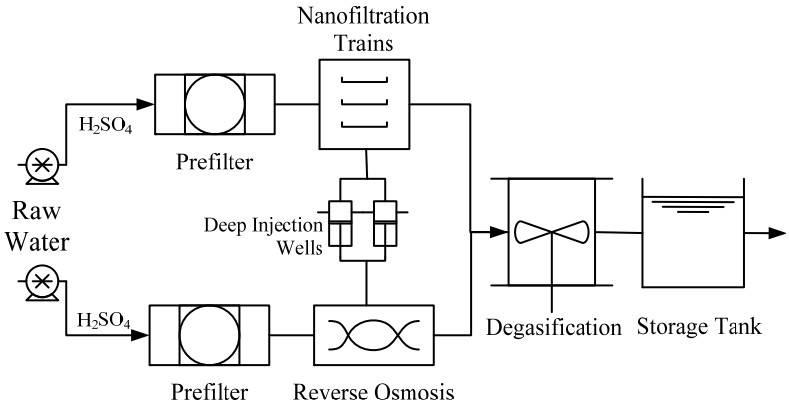 Nanofiltration
Trains
H₂SO₄
Prefilter
Raw
Water
Deep Injection
Wells
H₂SO₄
Degasification
Storage Tank
Prefilter
Reverse Osmosis